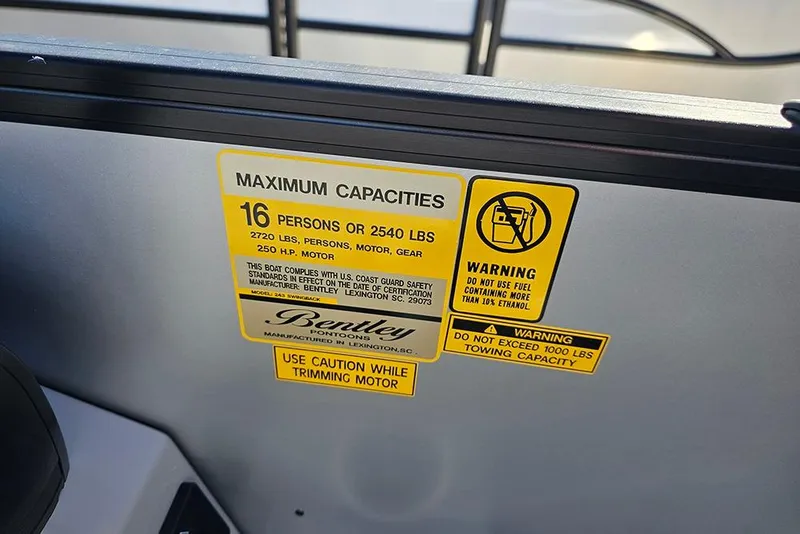 MAXIMUM CAPACITIES
16 PERSONS OR 2540 LBS
2720 LBS, PERSONS, MOTOR, GEAR
250 H.P. MOTOR
THIS BOAT COMPLIES WITH U.S. COAST GUARD SAFETY
STANDARDS IN EFFECT ON THE DATE OF CERTIFICATION
MANUFACTURER: BENTLEY LEXINGTON SC. 29073
MODEL: 243 SWINGBACK
Bentley
PONTOONS
MANUFACTURED IN LEXINGTON,SC.
USE CAUTION WHILE
TRIMMING MOTOR
WARNING
DO NOT USE FUEL
CONTAINING MORE
THAN 10% ETHANOL.
WARNING
DO NOT EXCEED 1000 LBS
TOWING CAPACITY